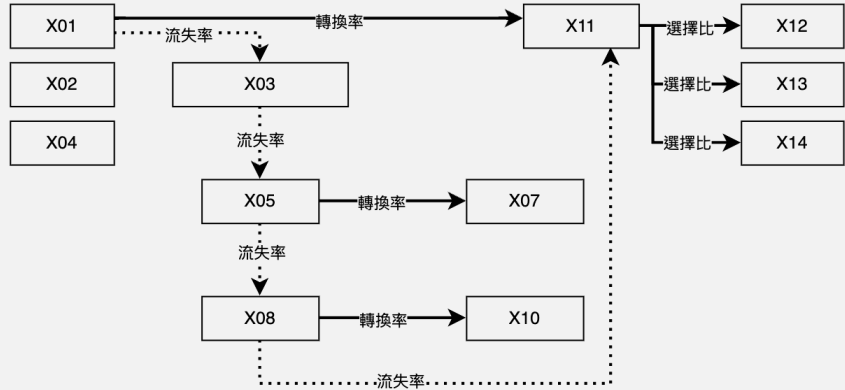 X01
轉換率
X11
選擇比
X12
流失率
X02
X03
選擇比
X13
X04
流失率
選擇比
X14
X05
轉換率
X07
流失率
X08
轉換率
X10
流失率